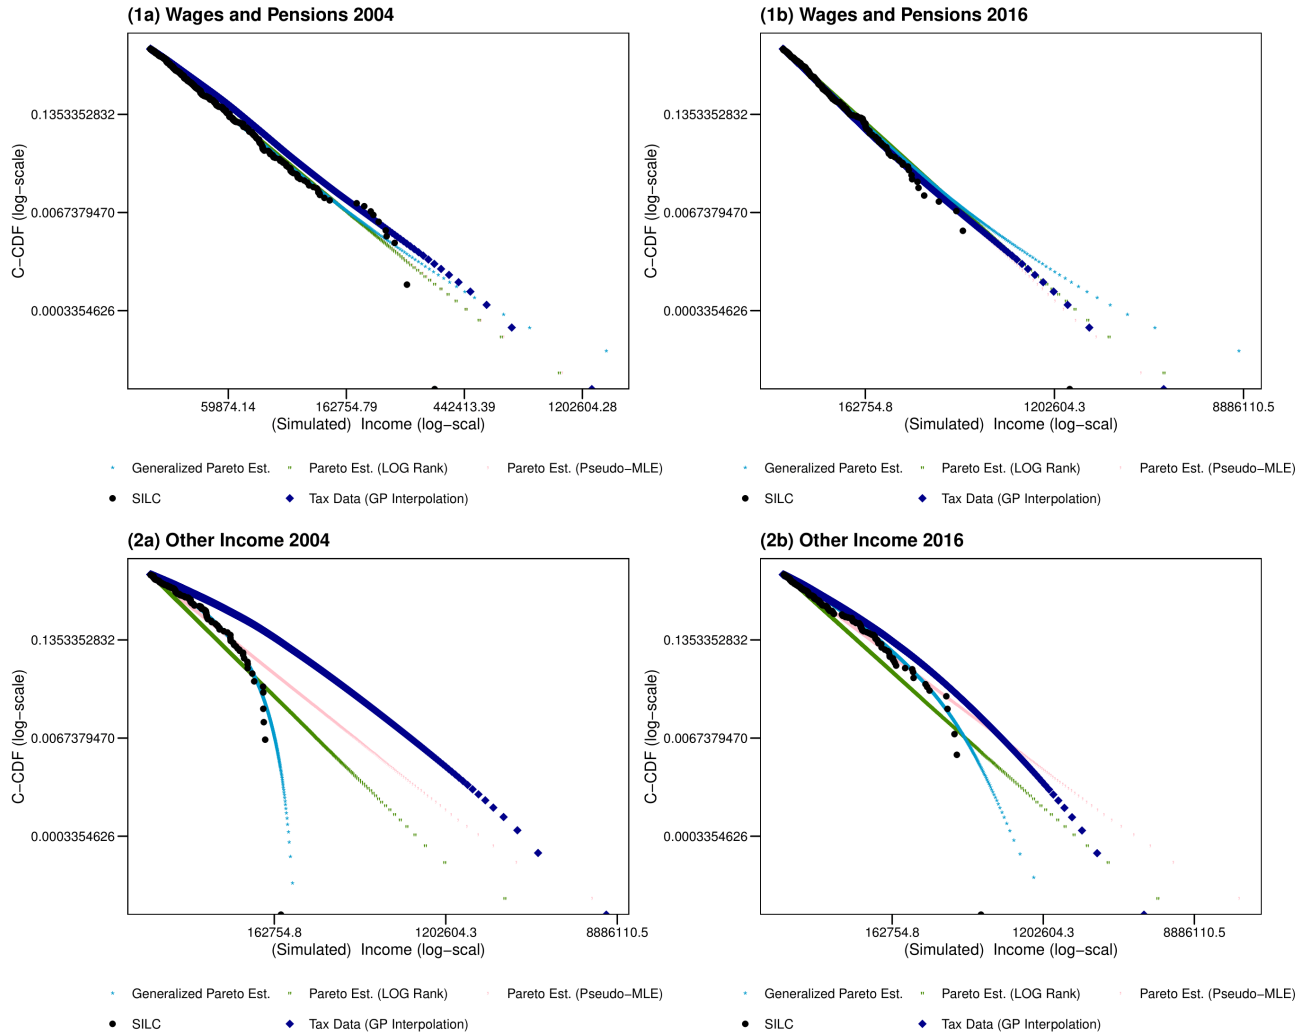 (1a) Wages and Pensions 2004
C−CDF (log−scale)
0.1353352832
0.0067379470
0.0003354626
59874.14 162754.79 442413.39 1202604.28
(Simulated) Income (log−scal)
Generalized Pareto Est. Pareto Est. (LOG Rank) Pareto Est. (Pseudo−MLE)
SILC Tax Data (GP Interpolation)
(1b) Wages and Pensions 2016
C−CDF (log−scale)
0.1353352832
0.0067379470
0.0003354626
162754.8 1202604.3 8886110.5
(Simulated) Income (log−scal)
Generalized Pareto Est. Pareto Est. (LOG Rank) Pareto Est. (Pseudo−MLE)
SILC Tax Data (GP Interpolation)
(2a) Other Income 2004
C−CDF (log−scale)
0.1353352832
0.0067379470
0.0003354626
162754.8 1202604.3 8886110.5
(Simulated) Income (log−scal)
Generalized Pareto Est. Pareto Est. (LOG Rank) Pareto Est. (Pseudo−MLE)
SILC Tax Data (GP Interpolation)
(2b) Other Income 2016
C−CDF (log−scale)
0.1353352832
0.0067379470
0.0003354626
162754.8 1202604.3 8886110.5
(Simulated) Income (log−scal)
Generalized Pareto Est. Pareto Est. (LOG Rank) Pareto Est. (Pseudo−MLE)
SILC Tax Data (GP Interpolation)